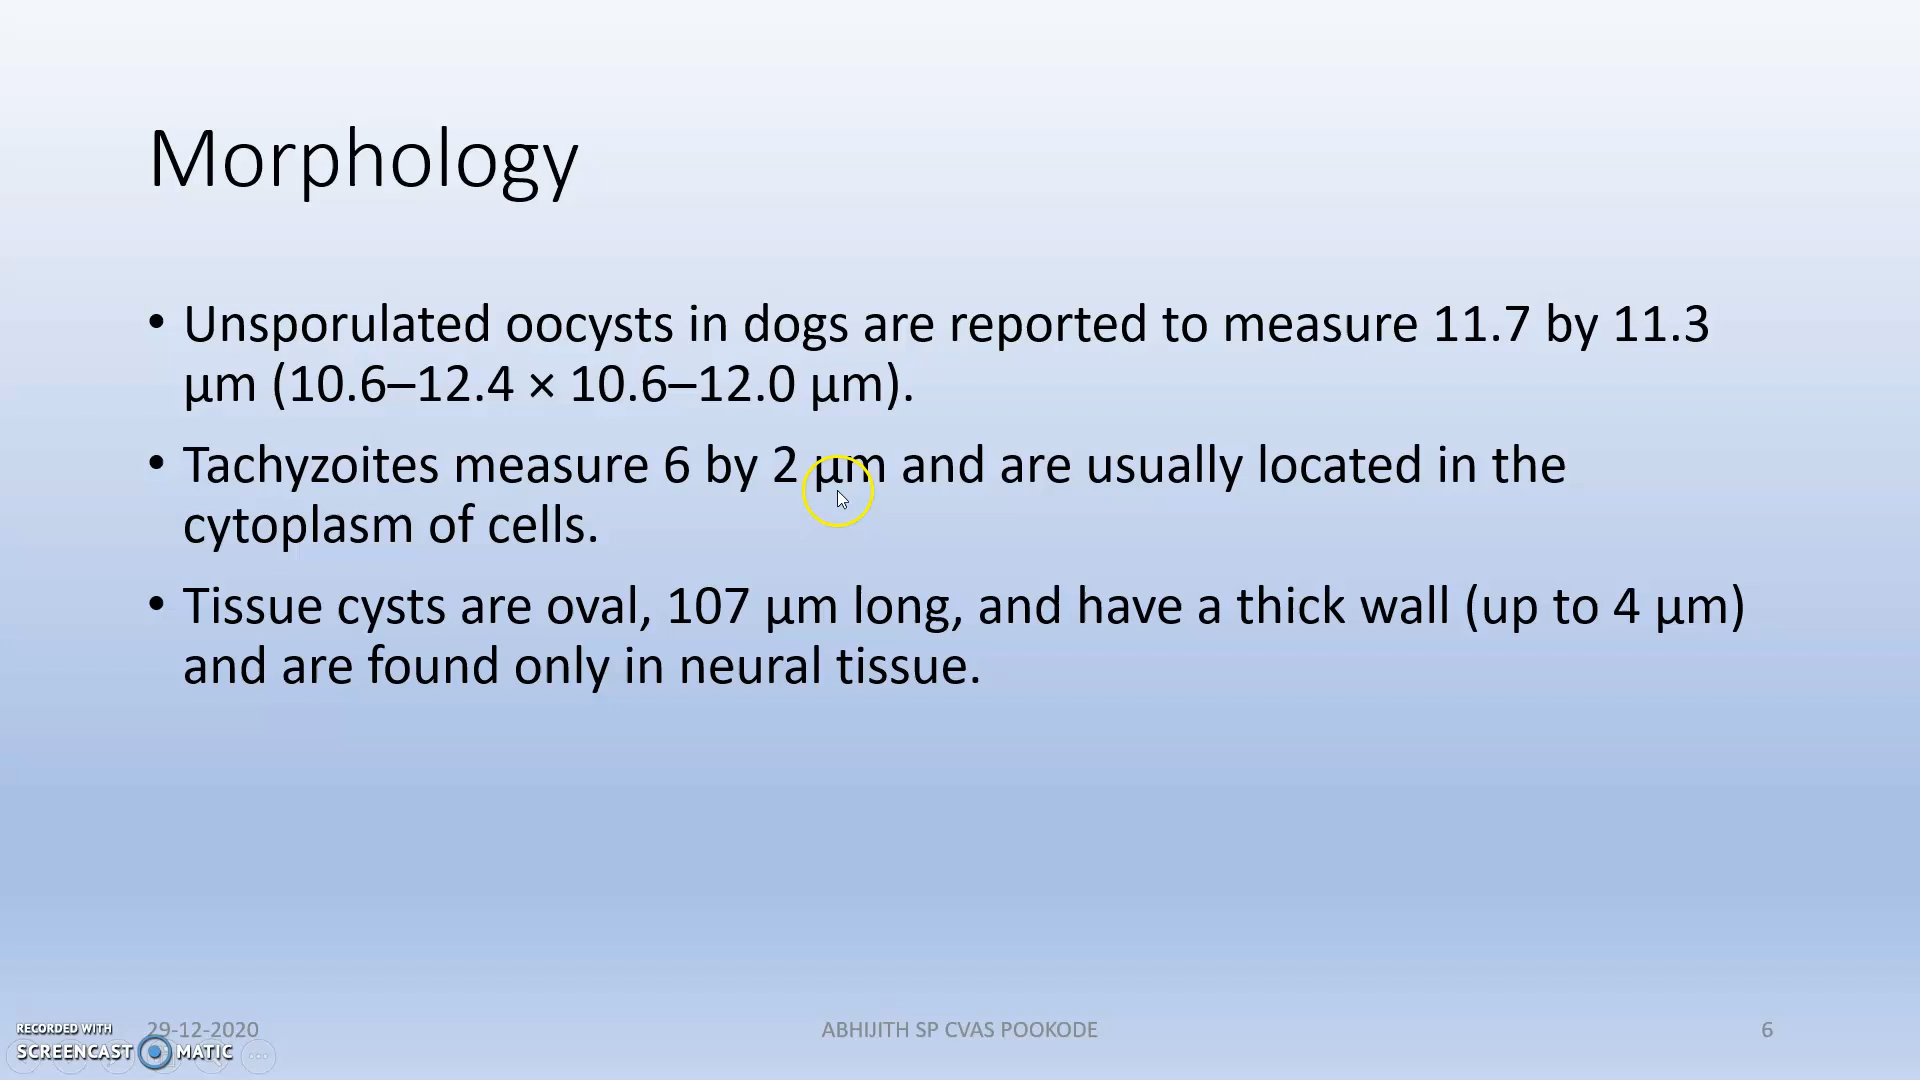 Morphology
• Unsporulated oocysts in dogs are reported to measure 11.7 by 11.3
µm (10.6–12.4 × 10.6–12.0 µm).
• Tachyzoites measure 6 by 2 µm and are usually located in the
cytoplasm of cells.
• Tissue cysts are oval, 107 µm long, and have a thick wall (up to 4 µm)
and are found only in neural tissue.
29-12-2020
ABHIJITH SP CVAS POOKODE
6
RECORDED WITH
SCREENCAST MATIC